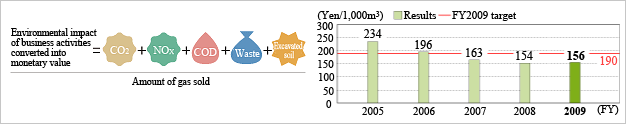 Environmental impact
of business activities
converted into
monetary value
= CO2 + NOx + COD + Waste + Excavated
soil
Amount of gas sold
(Yen/1,000m³) Results FY2009 target
300
250
200
150
100
50
0
234 196 163 154 156
190
2005 2006 2007 2008 2009 (FY)